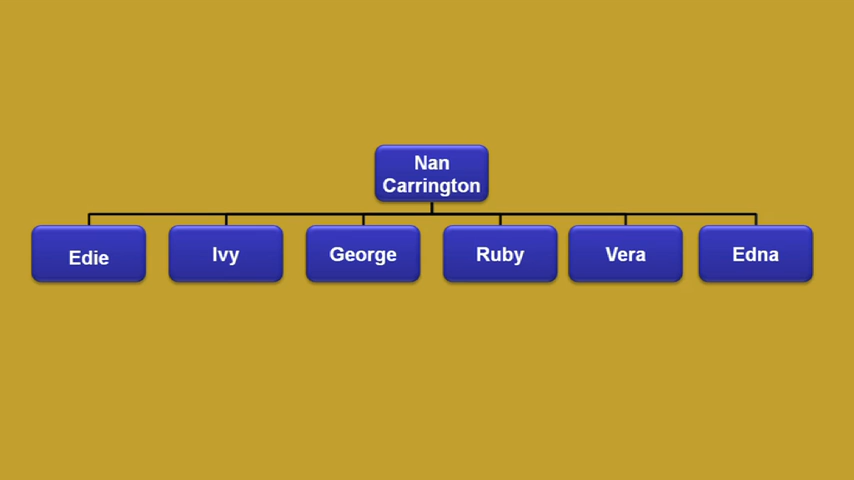 Nan
Carrington
Edie
Ivy
George
Ruby
Vera
Edna